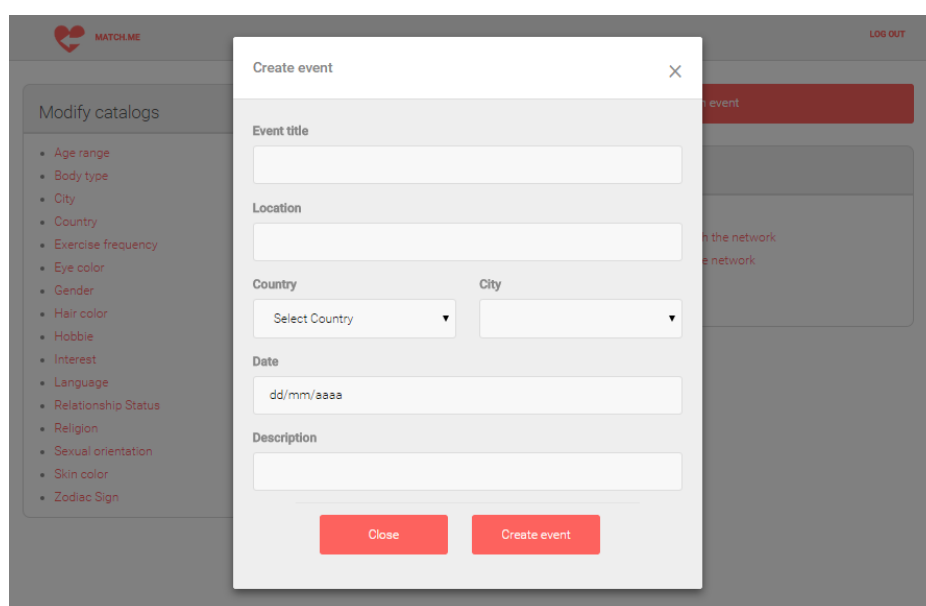 MATCH.ME
LOG OUT
Modify catalogs
Age range
Body type
City
Country
Exercise frequency
Eye color
Gender
Hair color
Hobbie
Interest
Language
Relationship Status
Religion
Sexual orientation
Skin color
Zodiac Sign
Create event
Event title
Location
Country City
Select Country
Date
dd/mm/aaaa
Description
Close Create event
event
the network
network